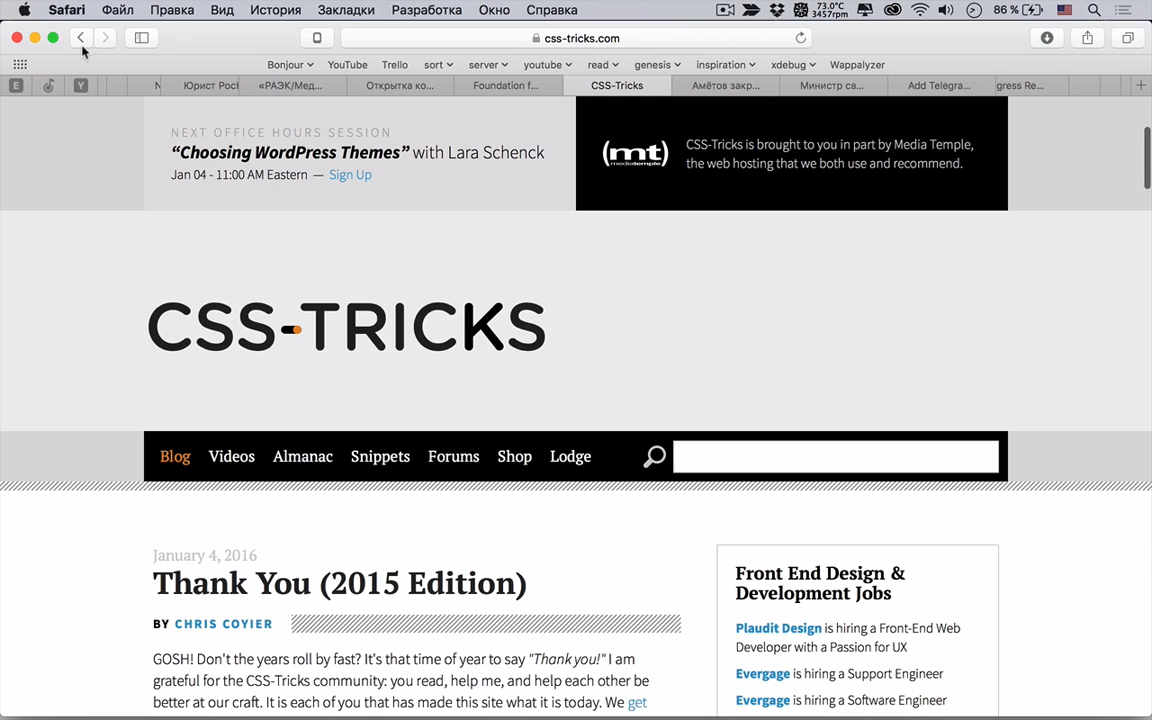 Safari Файл Правка Вид История Закладки Разработка Окно Справка 73.0°C 3457rpm 86 %
css-tricks.com
Bonjour YouTube Trello sort server youtube read genesis inspiration xdebug Wappalyzer
E Y N Юрист Росі «РАЭК/Мед... Открытка ко... Foundation f... CSS-Tricks Амётов закр... Министр св... Add Telegra... gress Re...
NEXT OFFICE HOURS SESSION
“Choosing WordPress Themes” with Lara Schenck
Jan 04 - 11:00 AM Eastern — Sign Up
(mt) mediatemple
CSS-Tricks is brought to you in part by Media Temple,
the web hosting that we both use and recommend.
CSS-TRICKS
Blog Videos Almanac Snippets Forums Shop Lodge
January 4, 2016
Thank You (2015 Edition)
BY CHRIS COYIER
GOSH! Don't the years roll by fast? It's that time of year to say "Thank you!" I am
grateful for the CSS-Tricks community: you read, help me, and help each other be
better at our craft. It is each of you that has made this site what it is today. We get
Front End Design &
Development Jobs
Plaudit Design is hiring a Front-End Web
Developer with a Passion for UX
Evergage is hiring a Support Engineer
Evergage is hiring a Software Engineer